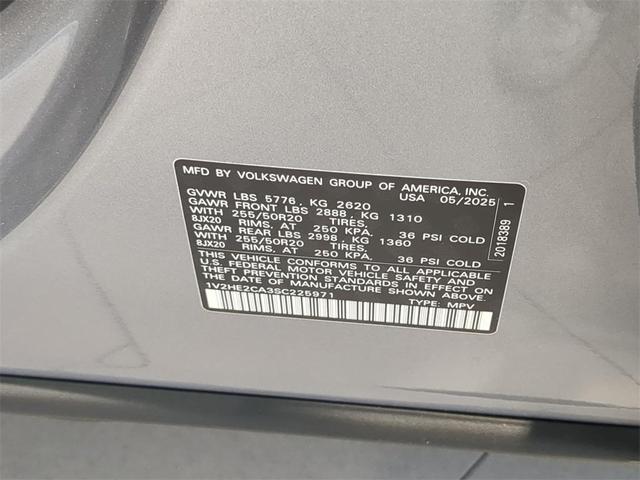 MFD BY VOLKSWAGEN GROUP OF AMERICA, INC.
USA 05/2025
GVWR LBS 5776, KG 2620
GAWR FRONT LBS 2888, KG 1310
WITH 255/50R20 TIRES,
8JX20 RIMS, AT 250 KPA, 36 PSI COLD
GAWR REAR LBS 2998, KG 1360
WITH 255/50R20 TIRES,
8JX20 RIMS, AT 250 KPA, 36 PSI COLD
THIS VEHICLE CONFORMS TO ALL APPLICABLE
U.S. FEDERAL MOTOR VEHICLE SAFETY AND
THEFT PREVENTION STANDARDS IN EFFECT ON
THE DATE OF MANUFACTURE SHOWN ABOVE.
1V2HE2CA3SC225971
TYPE: MPV
2018389 1